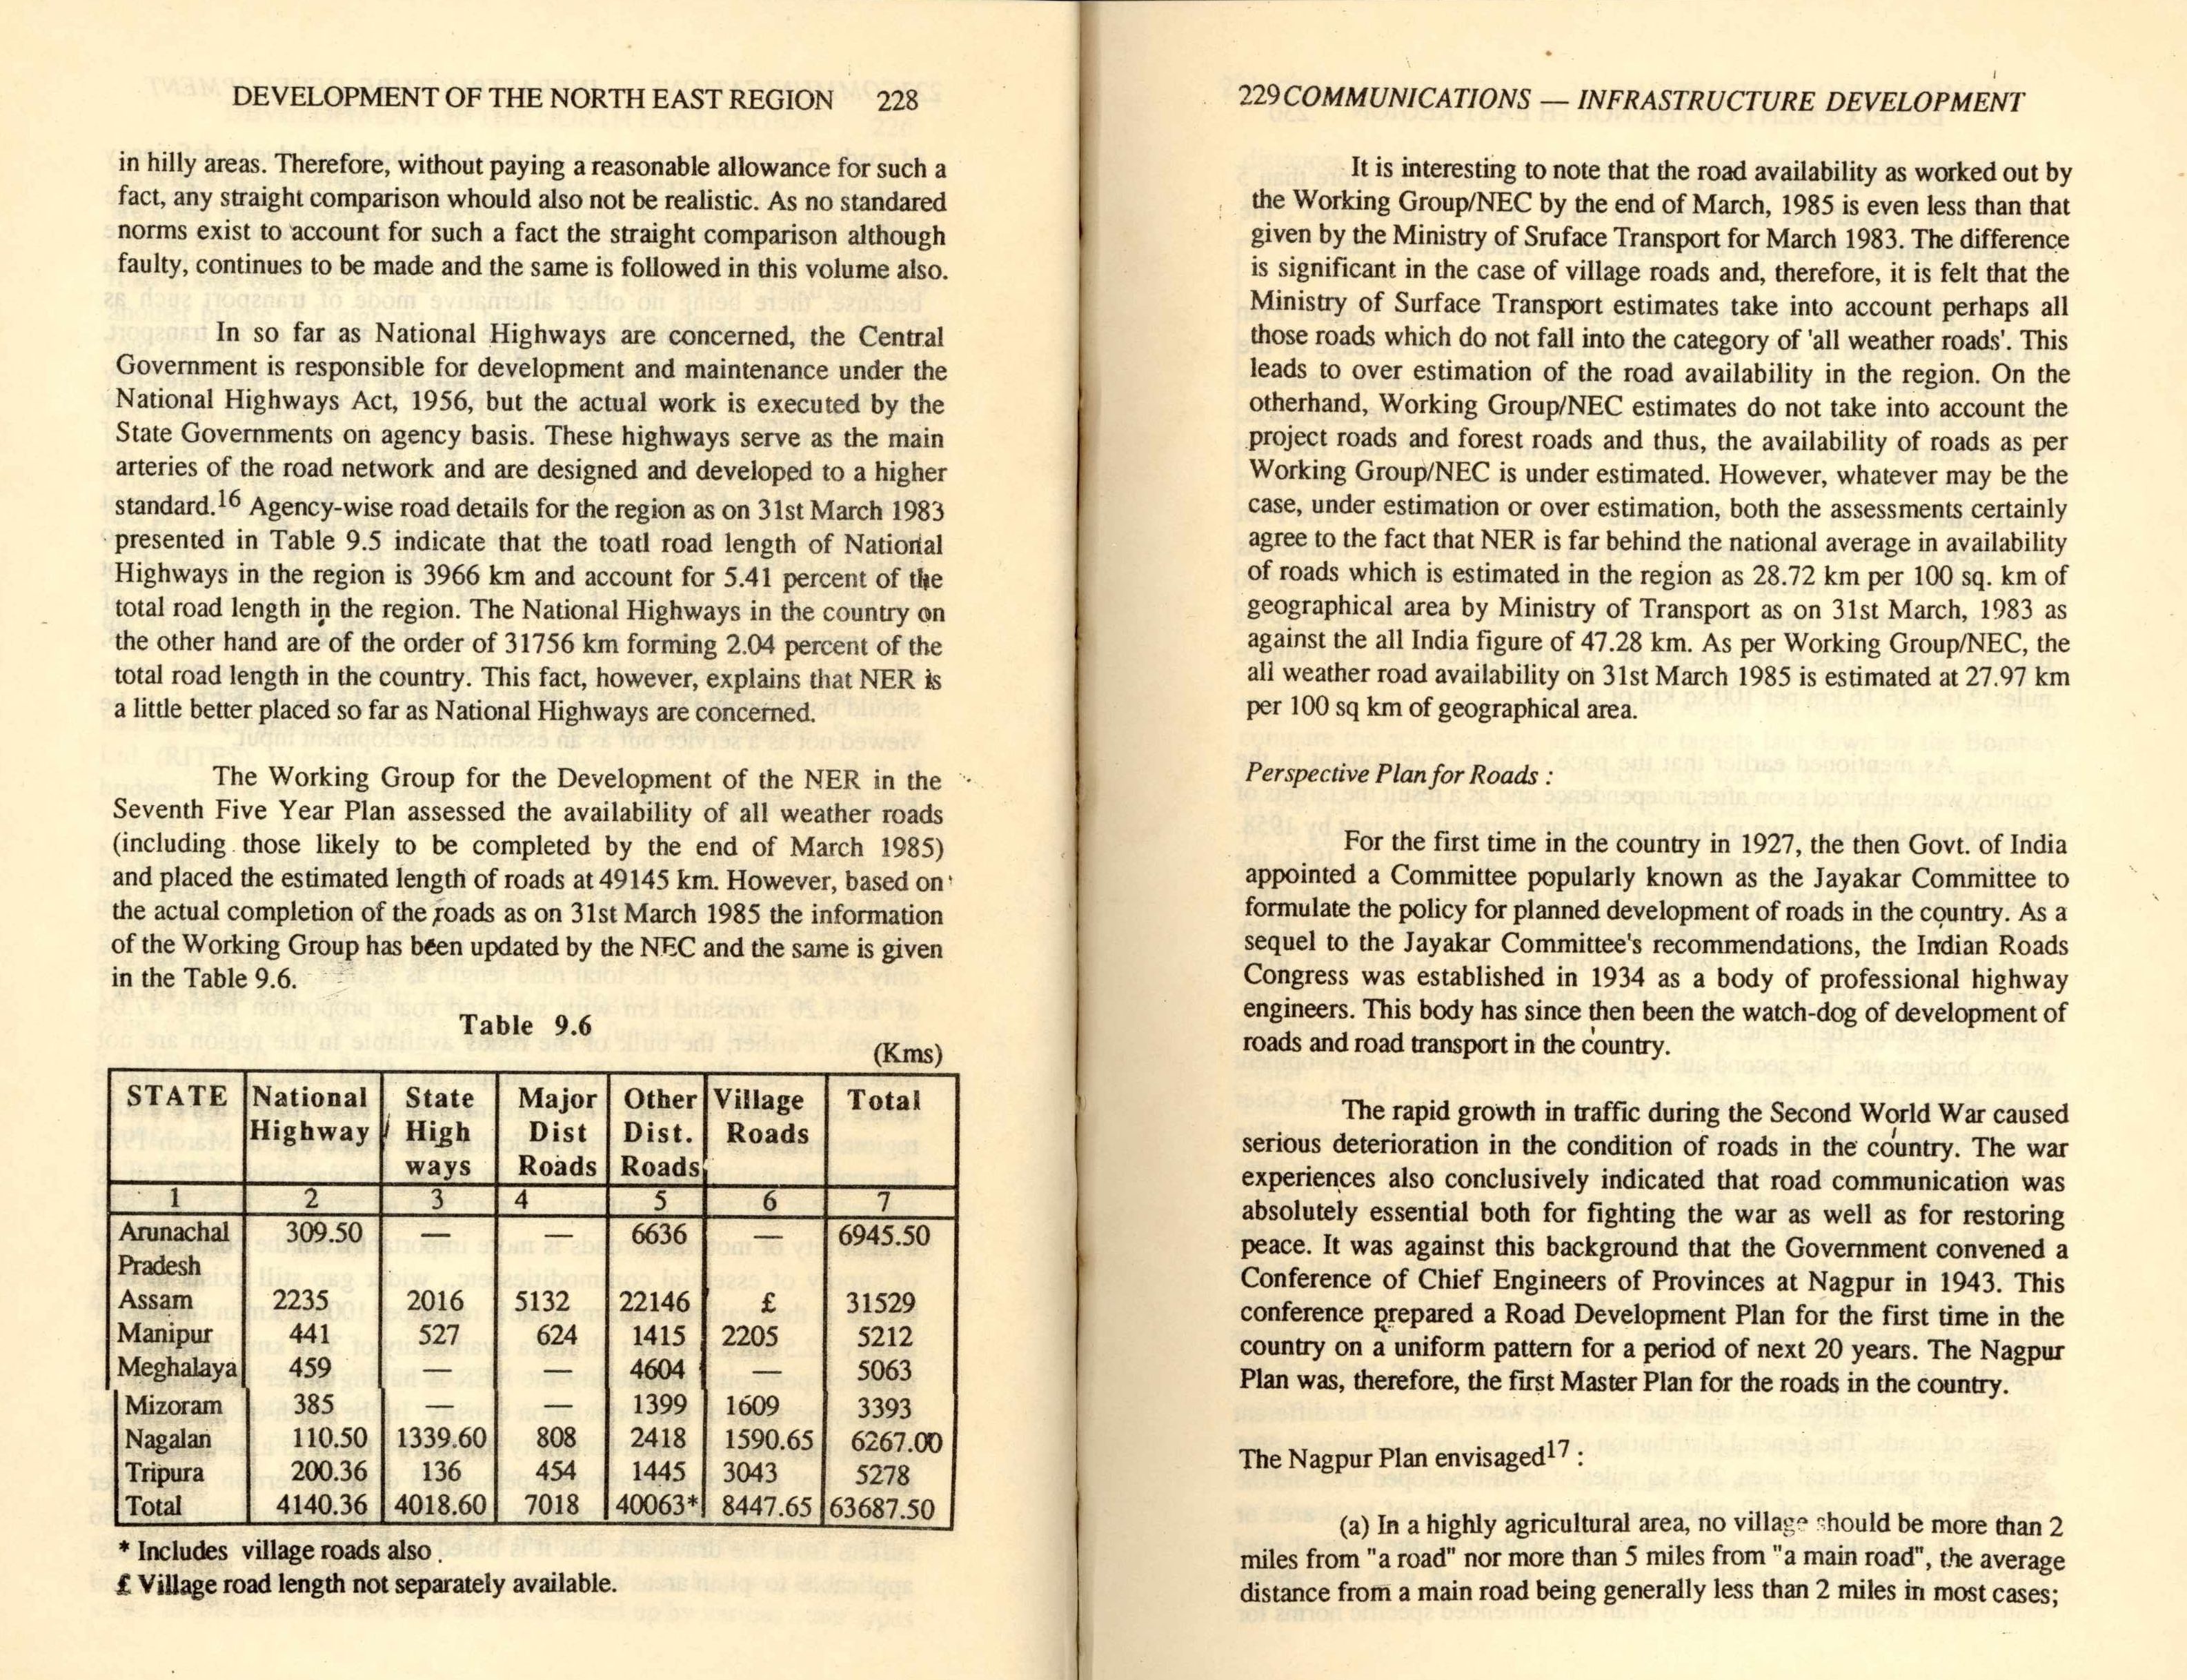 DEVELOPMENT OF THE NORTH EAST REGION 228
in hilly areas. Therefore, without paying a reasonable allowance for such a
fact, any straight comparison whould also not be realistic. As no standared
norms exist to account for such a fact the straight comparison although
faulty, continues to be made and the same is followed in this volume also.
In so far as National Highways are concerned, the Central
Government is responsible for development and maintenance under the
National Highways Act, 1956, but the actual work is executed by the
State Governments on agency basis. These highways serve as the main
arteries of the road network and are designed and developed to a higher
standard.16 Agency-wise road details for the region as on 31st March 1983
presented in Table 9.5 indicate that the toatl road length of National
Highways in the region is 3966 km and account for 5.41 percent of the
total road length in the region. The National Highways in the country on
the other hand are of the order of 31756 km forming 2.04 percent of the
total road length in the country. This fact, however, explains that NER is
a little better placed so far as National Highways are concerned.
The Working Group for the Development of the NER in the
Seventh Five Year Plan assessed the availability of all weather roads
(including those likely to be completed by the end of March 1985)
and placed the estimated length of roads at 49145 km. However, based on
the actual completion of the roads as on 31st March 1985 the information
of the Working Group has been updated by the NEC and the same is given
in the Table 9.6.
Table 9.6
(Kms)
STATE National State Major Other Village Total
Highway High Dist Dist. Roads
ways Roads Roads
1 2 3 4 5 6 7
Arunachal 309.50 — — 6636 — 6945.50
Pradesh
Assam 2235 2016 5132 22146 £ 31529
Manipur 441 527 624 1415 2205 5212
Meghalaya 459 — — 4604 — 5063
Mizoram 385 — — 1399 1609 3393
Nagalan 110.50 1339.60 808 2418 1590.65 6267.00
Tripura 200.36 136 454 1445 3043 5278
Total 4140.36 4018.60 7018 40063* 8447.65 63687.50
* Includes village roads also .
£ Village road length not separately available.
229 COMMUNICATIONS — INFRASTRUCTURE DEVELOPMENT
It is interesting to note that the road availability as worked out by
the Working Group/NEC by the end of March, 1985 is even less than that
given by the Ministry of Sruface Transport for March 1983. The difference
is significant in the case of village roads and, therefore, it is felt that the
Ministry of Surface Transport estimates take into account perhaps all
those roads which do not fall into the category of 'all weather roads'. This
leads to over estimation of the road availability in the region. On the
otherhand, Working Group/NEC estimates do not take into account the
project roads and forest roads and thus, the availability of roads as per
Working Group/NEC is under estimated. However, whatever may be the
case, under estimation or over estimation, both the assessments certainly
agree to the fact that NER is far behind the national average in availability
of roads which is estimated in the region as 28.72 km per 100 sq. km of
geographical area by Ministry of Transport as on 31st March, 1983 as
against the all India figure of 47.28 km. As per Working Group/NEC, the
all weather road availability on 31st March 1985 is estimated at 27.97 km
per 100 sq km of geographical area.
Perspective Plan for Roads :
For the first time in the country in 1927, the then Govt. of India
appointed a Committee popularly known as the Jayakar Committee to
formulate the policy for planned development of roads in the country. As a
sequel to the Jayakar Committee's recommendations, the Indian Roads
Congress was established in 1934 as a body of professional highway
engineers. This body has since then been the watch-dog of development of
roads and road transport in the country.
The rapid growth in traffic during the Second World War caused
serious deterioration in the condition of roads in the country. The war
experiences also conclusively indicated that road communication was
absolutely essential both for fighting the war as well as for restoring
peace. It was against this background that the Government convened a
Conference of Chief Engineers of Provinces at Nagpur in 1943. This
conference prepared a Road Development Plan for the first time in the
country on a uniform pattern for a period of next 20 years. The Nagpur
Plan was, therefore, the first Master Plan for the roads in the country.
The Nagpur Plan envisaged17 :
(a) In a highly agricultural area, no village should be more than 2
miles from "a road" nor more than 5 miles from "a main road", the average
distance from a main road being generally less than 2 miles in most cases;